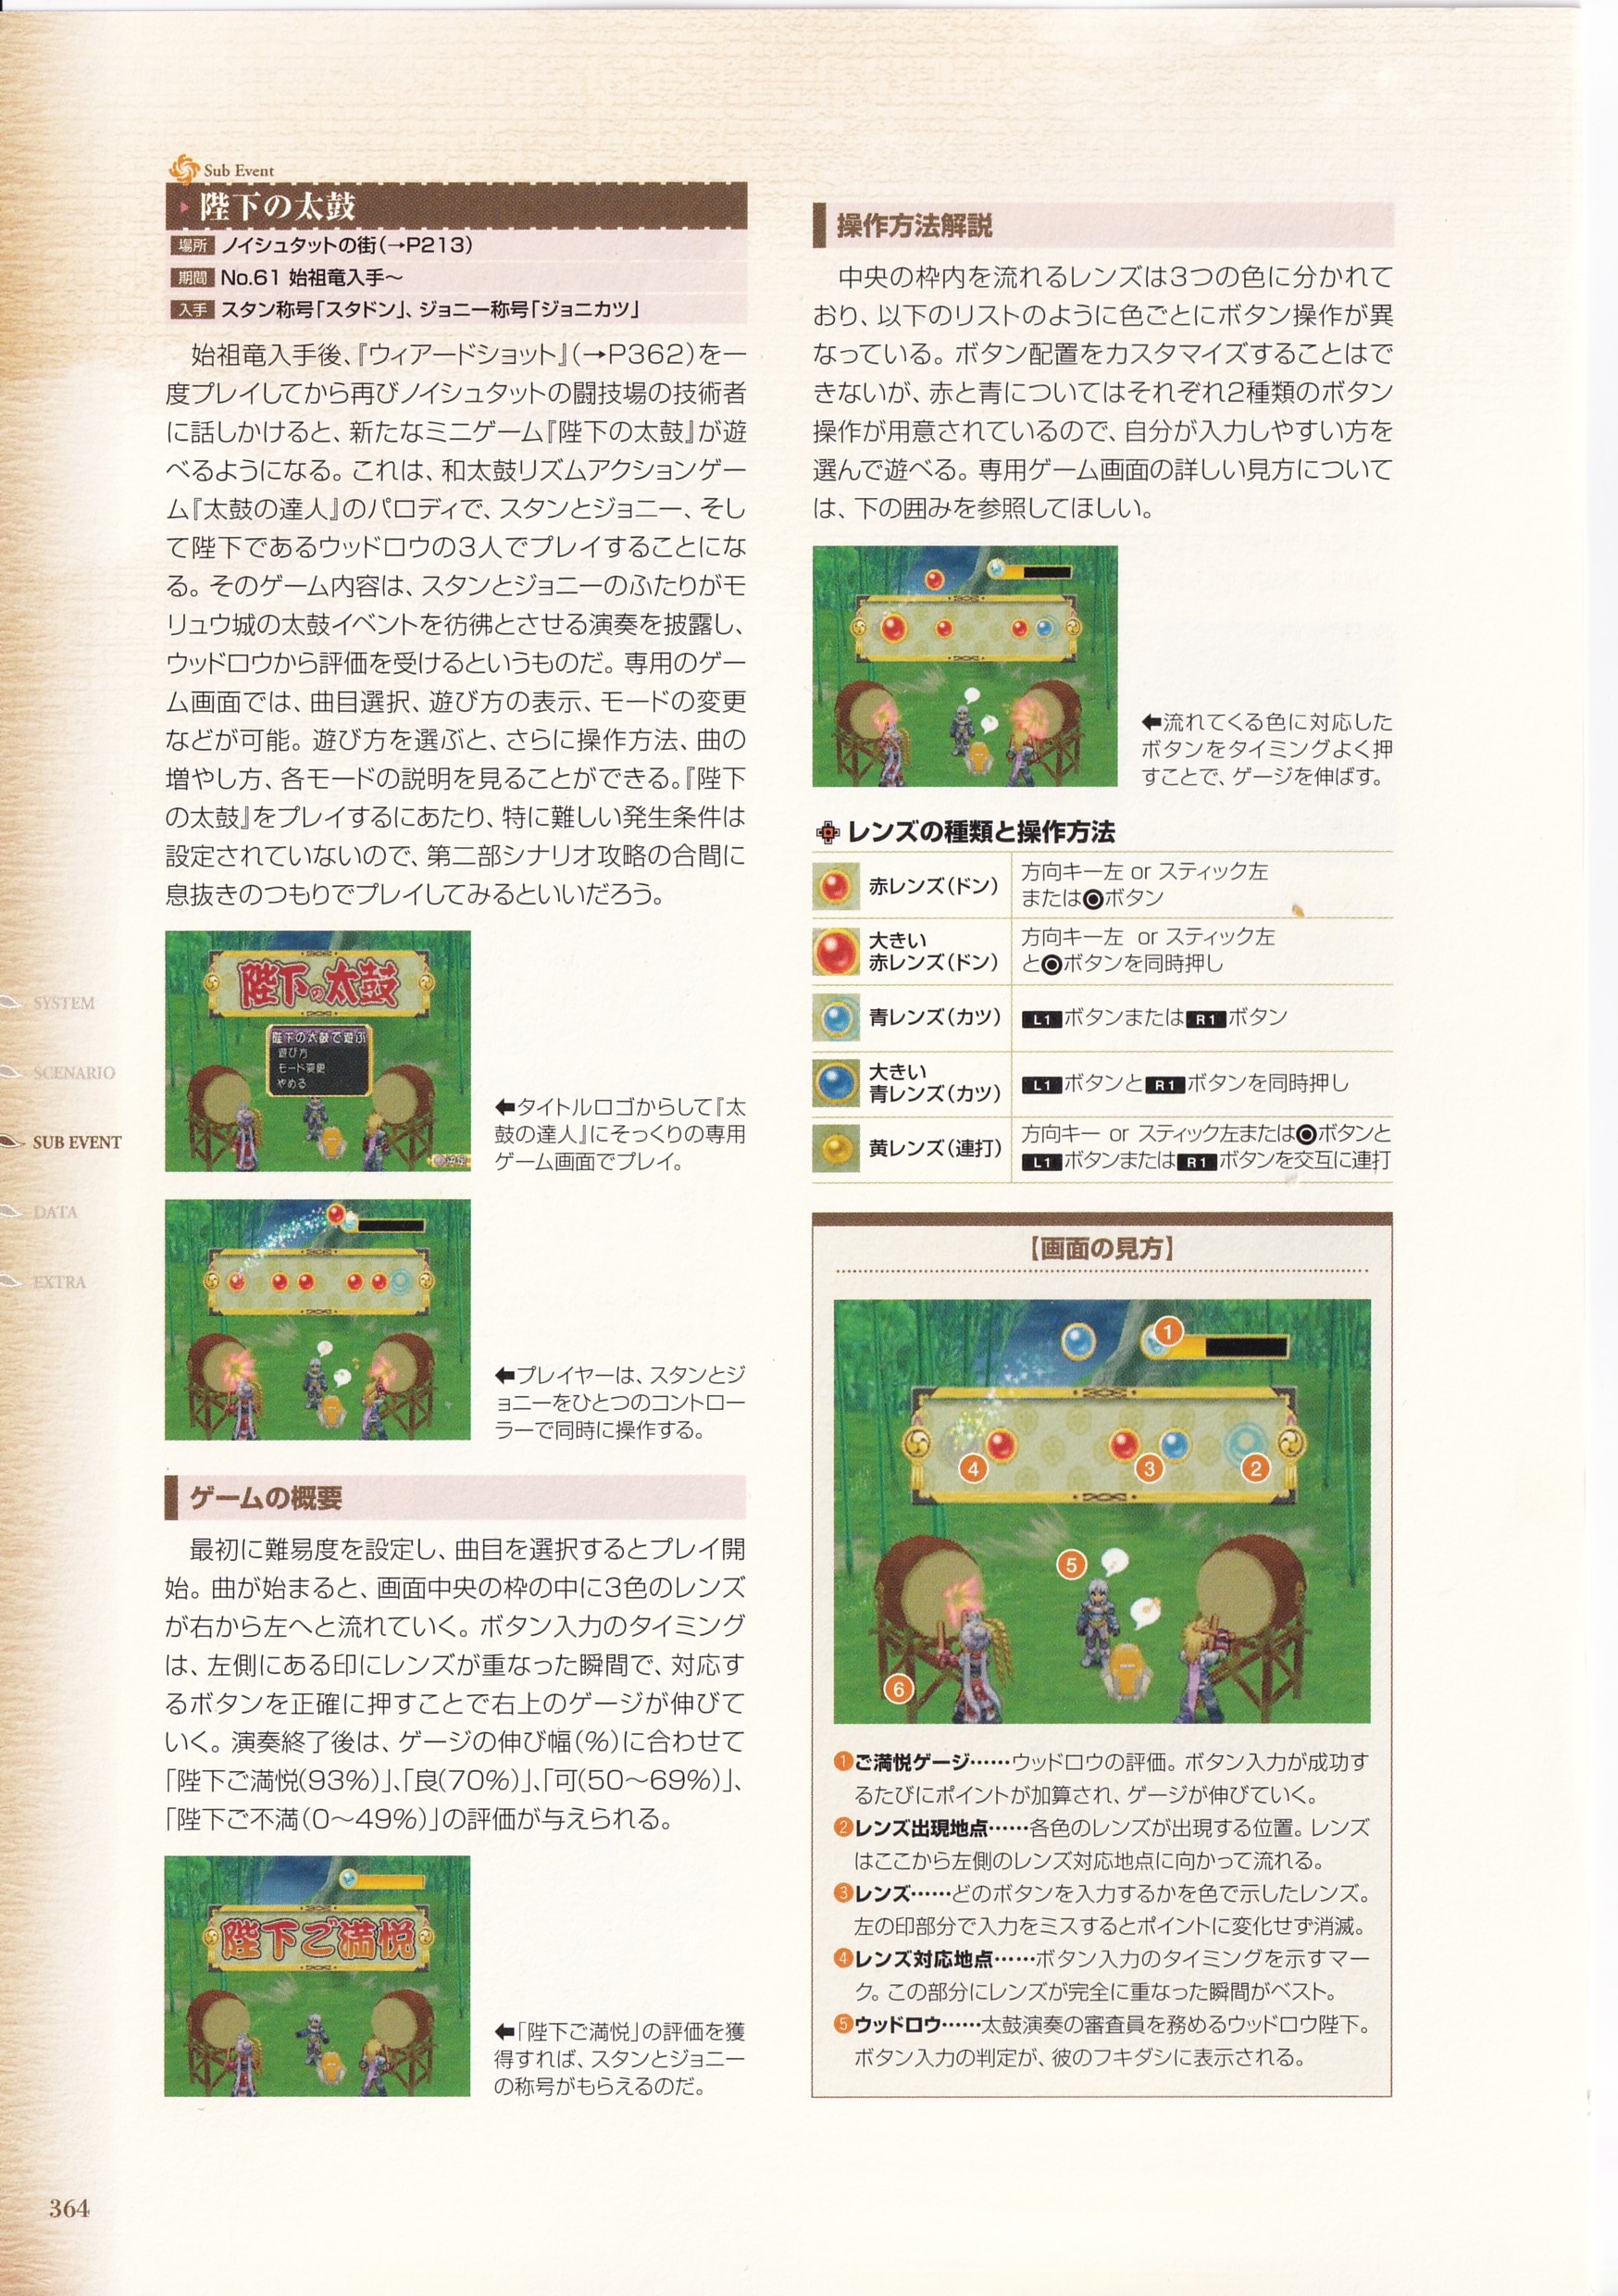 Sub Event
陛下の太鼓
場所 ノイシュタットの街(→P213)
期間 No.61 始祖竜入手～
入手 スタン称号「スタドン」、ジョニー称号「ジョニカツ」
始祖竜入手後、『ウィアードショット』(→P362)を一
度プレイしてから再びノイシュタットの闘技場の技術者
に話しかけると、新たなミニゲーム『陛下の太鼓』が遊
べるようになる。これは、和太鼓リズムアクションゲー
ム『太鼓の達人』のパロディで、スタンとジョニー、そし
て陛下であるウッドロウの3人でプレイすることにな
る。そのゲーム内容は、スタンとジョニーのふたりがモ
リュウ城の太鼓イベントを彷彿とさせる演奏を披露し、
ウッドロウから評価を受けるというものだ。専用のゲー
ム画面では、曲目選択、遊び方の表示、モードの変更
などが可能。遊び方を選ぶと、さらに操作方法、曲の
増やし方、各モードの説明を見ることができる。『陛下
の太鼓』をプレイするにあたり、特に難しい発生条件は
設定されていないので、第二部シナリオ攻略の合間に
息抜きのつもりでプレイしてみるといいだろう。
陛下の太鼓
陛下の太鼓で遊ぶ
遊び方
モード変更
やめる
←タイトルロゴからして『太
鼓の達人』にそっくりの専用
ゲーム画面でプレイ。
←プレイヤーは、スタンとジ
ョニーをひとつのコントロー
ラーで同時に操作する。
ゲームの概要
最初に難易度を設定し、曲目を選択するとプレイ開
始。曲が始まると、画面中央の枠の中に3色のレンズ
が右から左へと流れていく。ボタン入力のタイミング
は、左側にある印にレンズが重なった瞬間で、対応す
るボタンを正確に押すことで右上のゲージが伸びて
いく。演奏終了後は、ゲージの伸び幅(%)に合わせて
「陛下ご満悦(93%)」、「良(70%)」、「可(50～69%)」、
「陛下ご不満(0～49%)」の評価が与えられる。
陛下ご満悦
←「陛下ご満悦」の評価を獲
得すれば、スタンとジョニー
の称号がもらえるのだ。
操作方法解説
中央の枠内を流れるレンズは3つの色に分かれて
おり、以下のリストのように色ごとにボタン操作が異
なっている。ボタン配置をカスタマイズすることはで
きないが、赤と青についてはそれぞれ2種類のボタン
操作が用意されているので、自分が入力しやすい方を
選んで遊べる。専用ゲーム画面の詳しい見方について
は、下の囲みを参照してほしい。
←流れてくる色に対応した
ボタンをタイミングよく押
すことで、ゲージを伸ばす。
レンズの種類と操作方法
赤レンズ(ドン) 方向キー左 or スティック左
または◎ボタン
大きい
赤レンズ(ドン) 方向キー左 or スティック左
と◎ボタンを同時押し
青レンズ(カツ) L1ボタンまたはR1ボタン
大きい
青レンズ(カツ) L1ボタンとR1ボタンを同時押し
黄レンズ(連打) 方向キー or スティック左または◎ボタンと
L1ボタンまたはR1ボタンを交互に連打
【画面の見方】
1
4
3
2
5
6
①ご満悦ゲージ……ウッドロウの評価。ボタン入力が成功す
るたびにポイントが加算され、ゲージが伸びていく。
②レンズ出現地点……各色のレンズが出現する位置。レンズ
はここから左側のレンズ対応地点に向かって流れる。
③レンズ……どのボタンを入力するかを色で示したレンズ。
左の印部分で入力をミスするとポイントに変化せず消滅。
④レンズ対応地点……ボタン入力のタイミングを示すマー
ク。この部分にレンズが完全に重なった瞬間がベスト。
⑤ウッドロウ……太鼓演奏の審査員を務めるウッドロウ陛下。
ボタン入力の判定が、彼のフキダシに表示される。
SYSTEM
SCENARIO
SUB EVENT
DATA
EXTRA
364